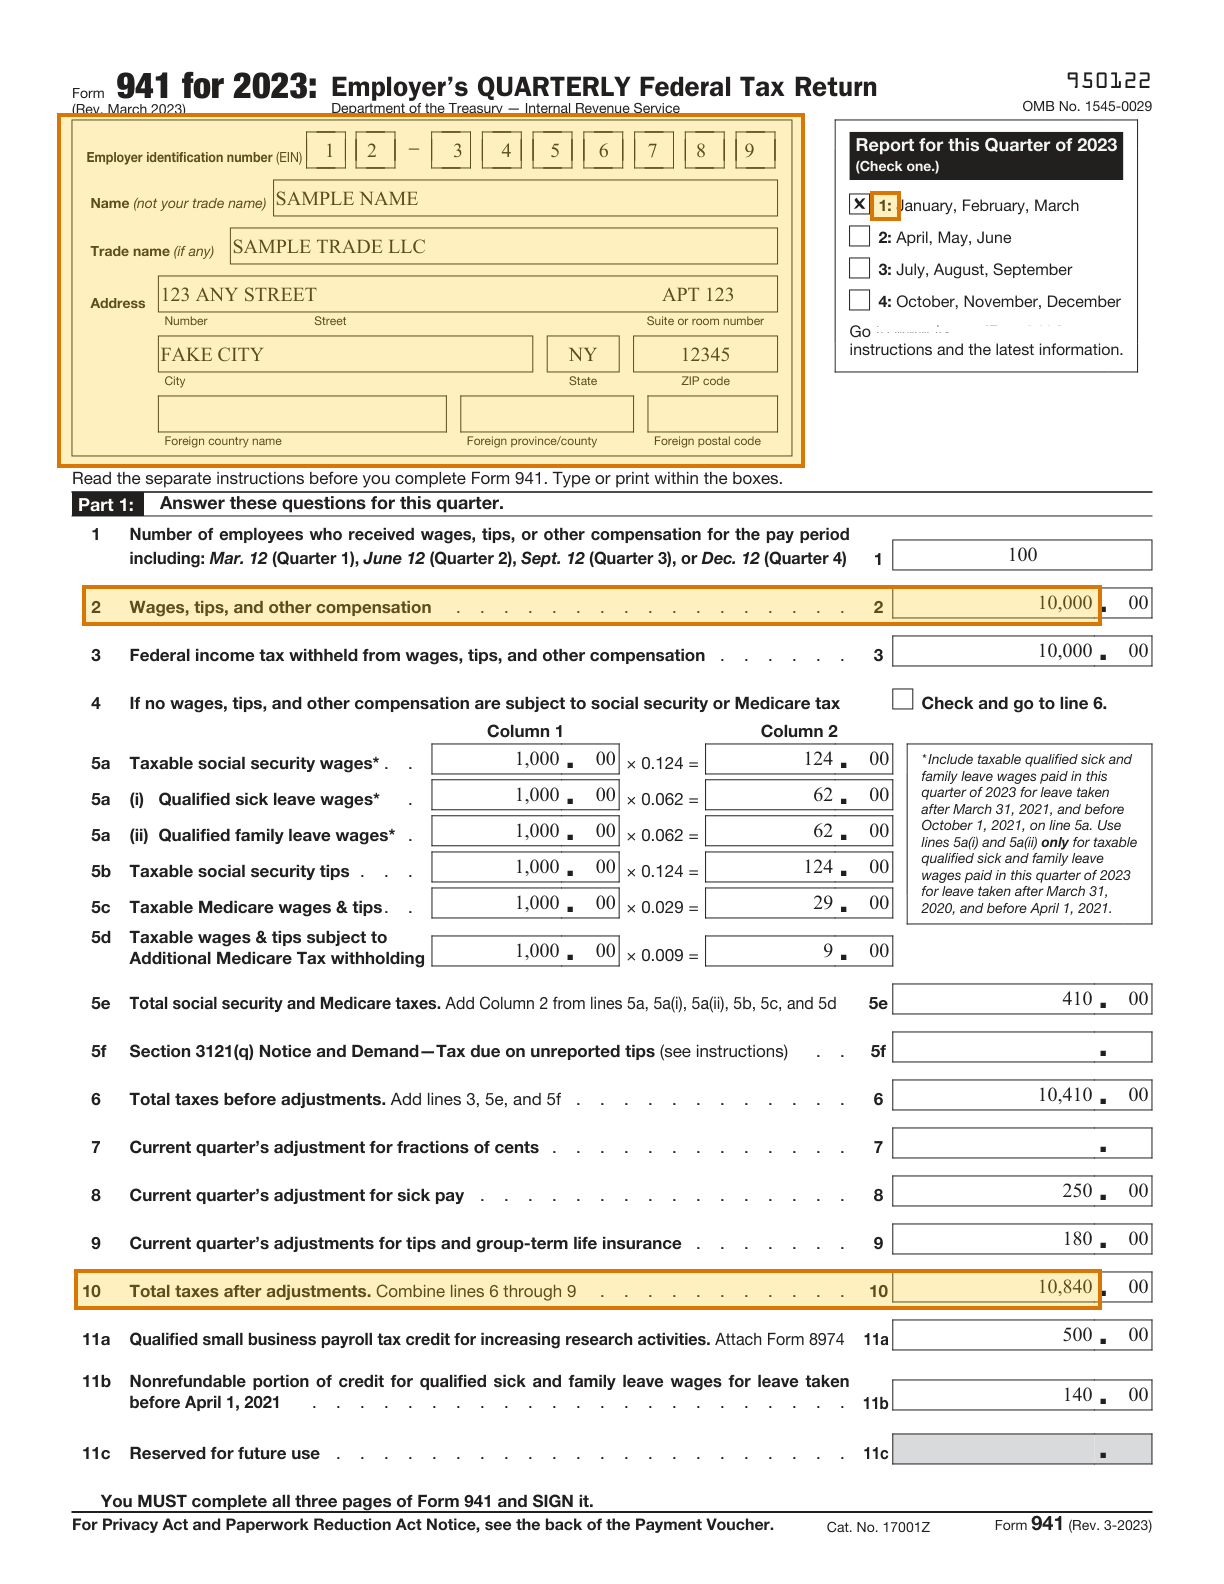 Form 941 for 2023: Employer’s QUARTERLY Federal Tax Return
950122
(Rev. March 2023)
Department of the Treasury — Internal Revenue Service
OMB No. 1545-0029
Employer identification number (EIN) 1 2 – 3 4 5 6 7 8 9
Name (not your trade name) SAMPLE NAME
Trade name (if any) SAMPLE TRADE LLC
Address 123 ANY STREET APT 123
Number Street Suite or room number
FAKE CITY NY 12345
City State ZIP code
Foreign country name Foreign province/county Foreign postal code
Report for this Quarter of 2023
(Check one.)
X 1: January, February, March
2: April, May, June
3: July, August, September
4: October, November, December
Go
instructions and the latest information.
Read the separate instructions before you complete Form 941. Type or print within the boxes.
Part 1: Answer these questions for this quarter.
1 Number of employees who received wages, tips, or other compensation for the pay period
including: Mar. 12 (Quarter 1), June 12 (Quarter 2), Sept. 12 (Quarter 3), or Dec. 12 (Quarter 4) 1 100
2 Wages, tips, and other compensation . . . . . . . . . . . . . . . . . 2 10,000 . 00
3 Federal income tax withheld from wages, tips, and other compensation . . . . . . 3 10,000 . 00
4 If no wages, tips, and other compensation are subject to social security or Medicare tax Check and go to line 6.
Column 1 Column 2
5a Taxable social security wages* . . 1,000 . 00 × 0.124 = 124 . 00
5a (i) Qualified sick leave wages* . 1,000 . 00 × 0.062 = 62 . 00
5a (ii) Qualified family leave wages* . 1,000 . 00 × 0.062 = 62 . 00
5b Taxable social security tips . . . 1,000 . 00 × 0.124 = 124 . 00
5c Taxable Medicare wages & tips . . 1,000 . 00 × 0.029 = 29 . 00
5d Taxable wages & tips subject to
Additional Medicare Tax withholding 1,000 . 00 × 0.009 = 9 . 00
*Include taxable qualified sick and
family leave wages paid in this
quarter of 2023 for leave taken
after March 31, 2021, and before
October 1, 2021, on line 5a. Use
lines 5a(i) and 5a(ii) only for taxable
qualified sick and family leave
wages paid in this quarter of 2023
for leave taken after March 31,
2020, and before April 1, 2021.
5e Total social security and Medicare taxes. Add Column 2 from lines 5a, 5a(i), 5a(ii), 5b, 5c, and 5d 5e 410 . 00
5f Section 3121(q) Notice and Demand—Tax due on unreported tips (see instructions) . . 5f .
6 Total taxes before adjustments. Add lines 3, 5e, and 5f . . . . . . . . . . . . 6 10,410 . 00
7 Current quarter’s adjustment for fractions of cents . . . . . . . . . . . . . 7 .
8 Current quarter’s adjustment for sick pay . . . . . . . . . . . . . . . . 8 250 . 00
9 Current quarter’s adjustments for tips and group-term life insurance . . . . . . . 9 180 . 00
10 Total taxes after adjustments. Combine lines 6 through 9 . . . . . . . . . . . 10 10,840 . 00
11a Qualified small business payroll tax credit for increasing research activities. Attach Form 8974 11a 500 . 00
11b Nonrefundable portion of credit for qualified sick and family leave wages for leave taken
before April 1, 2021 . . . . . . . . . . . . . . . . . . . . . . . 11b 140 . 00
11c Reserved for future use . . . . . . . . . . . . . . . . . . . . . . 11c .
You MUST complete all three pages of Form 941 and SIGN it.
For Privacy Act and Paperwork Reduction Act Notice, see the back of the Payment Voucher. Cat. No. 17001Z Form 941 (Rev. 3-2023)